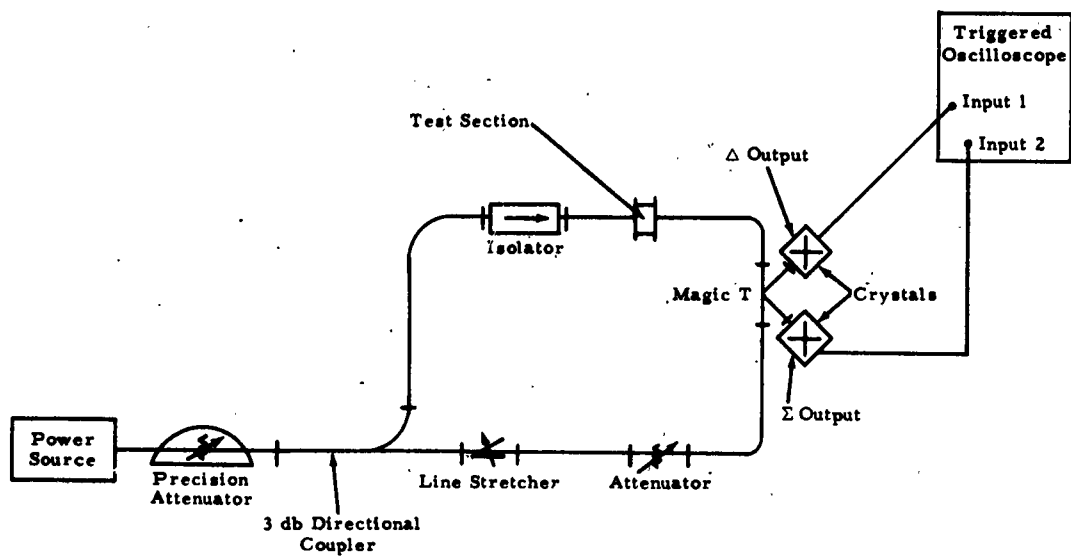 Triggered
Oscilloscope
Input 1
Input 2
Test Section
△ Output
Isolator
Magic T
Crystals
Σ Output
Power
Source
Precision
Attenuator
Line Stretcher
Attenuator
3 db Directional
Coupler